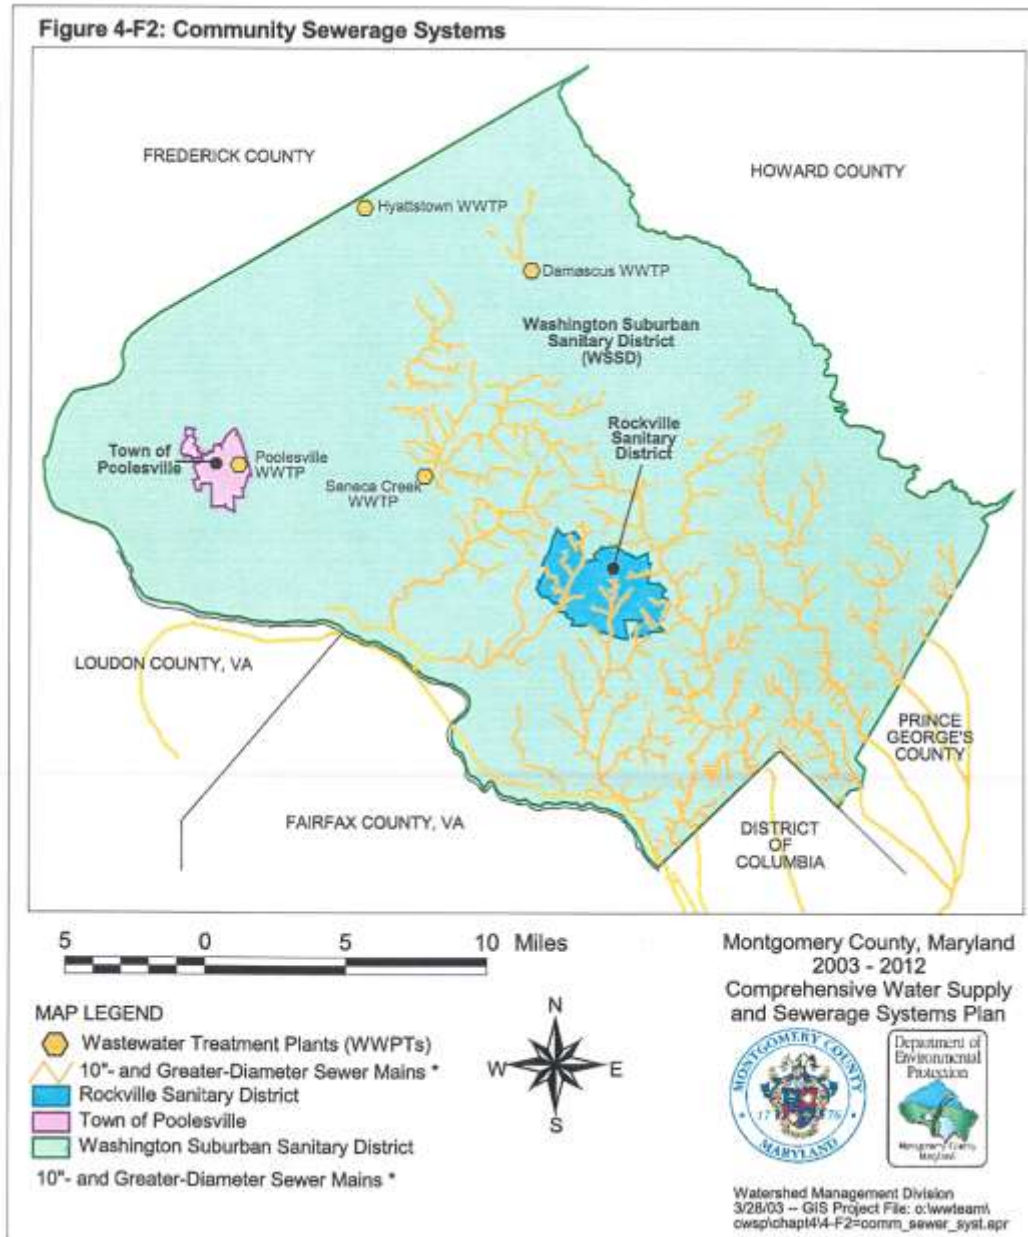 Figure 4-F2: Community Sewerage Systems
FREDERICK COUNTY
HOWARD COUNTY
Hyattstown WWTP
Damascus WWTP
Washington Suburban
Sanitary District
(WSSD)
Rockville
Sanitary
District
Town of
Poolesville
Poolesville
WWTP
Seneca Creek
WWTP
LOUDON COUNTY, VA
PRINCE
GEORGE'S
COUNTY
FAIRFAX COUNTY, VA
DISTRICT
OF
COLUMBIA
5 0 5 10 Miles
MAP LEGEND
Wastewater Treatment Plants (WWPTs)
10"- and Greater-Diameter Sewer Mains *
Rockville Sanitary District
Town of Poolesville
Washington Suburban Sanitary District
10"- and Greater-Diameter Sewer Mains *
N
W E
S
Montgomery County, Maryland
2003 - 2012
Comprehensive Water Supply
and Sewerage Systems Plan
MONTGOMERY COUNTY
17 76
MARYLAND
Department of
Environmental
Protection
Montgomery County
Maryland
Watershed Management Division
3/28/03 -- GIS Project File: o:\wwteam\
cwsp\chapt4\4-F2=comm_sewer_syst.apr